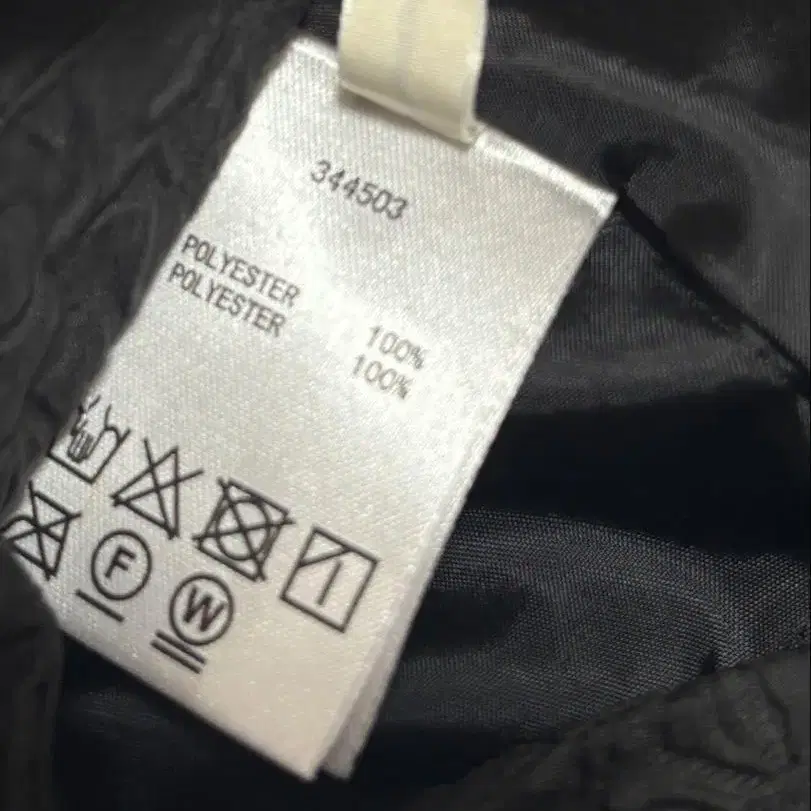 344503
POLYESTER 100%
POLYESTER 100%
F
W